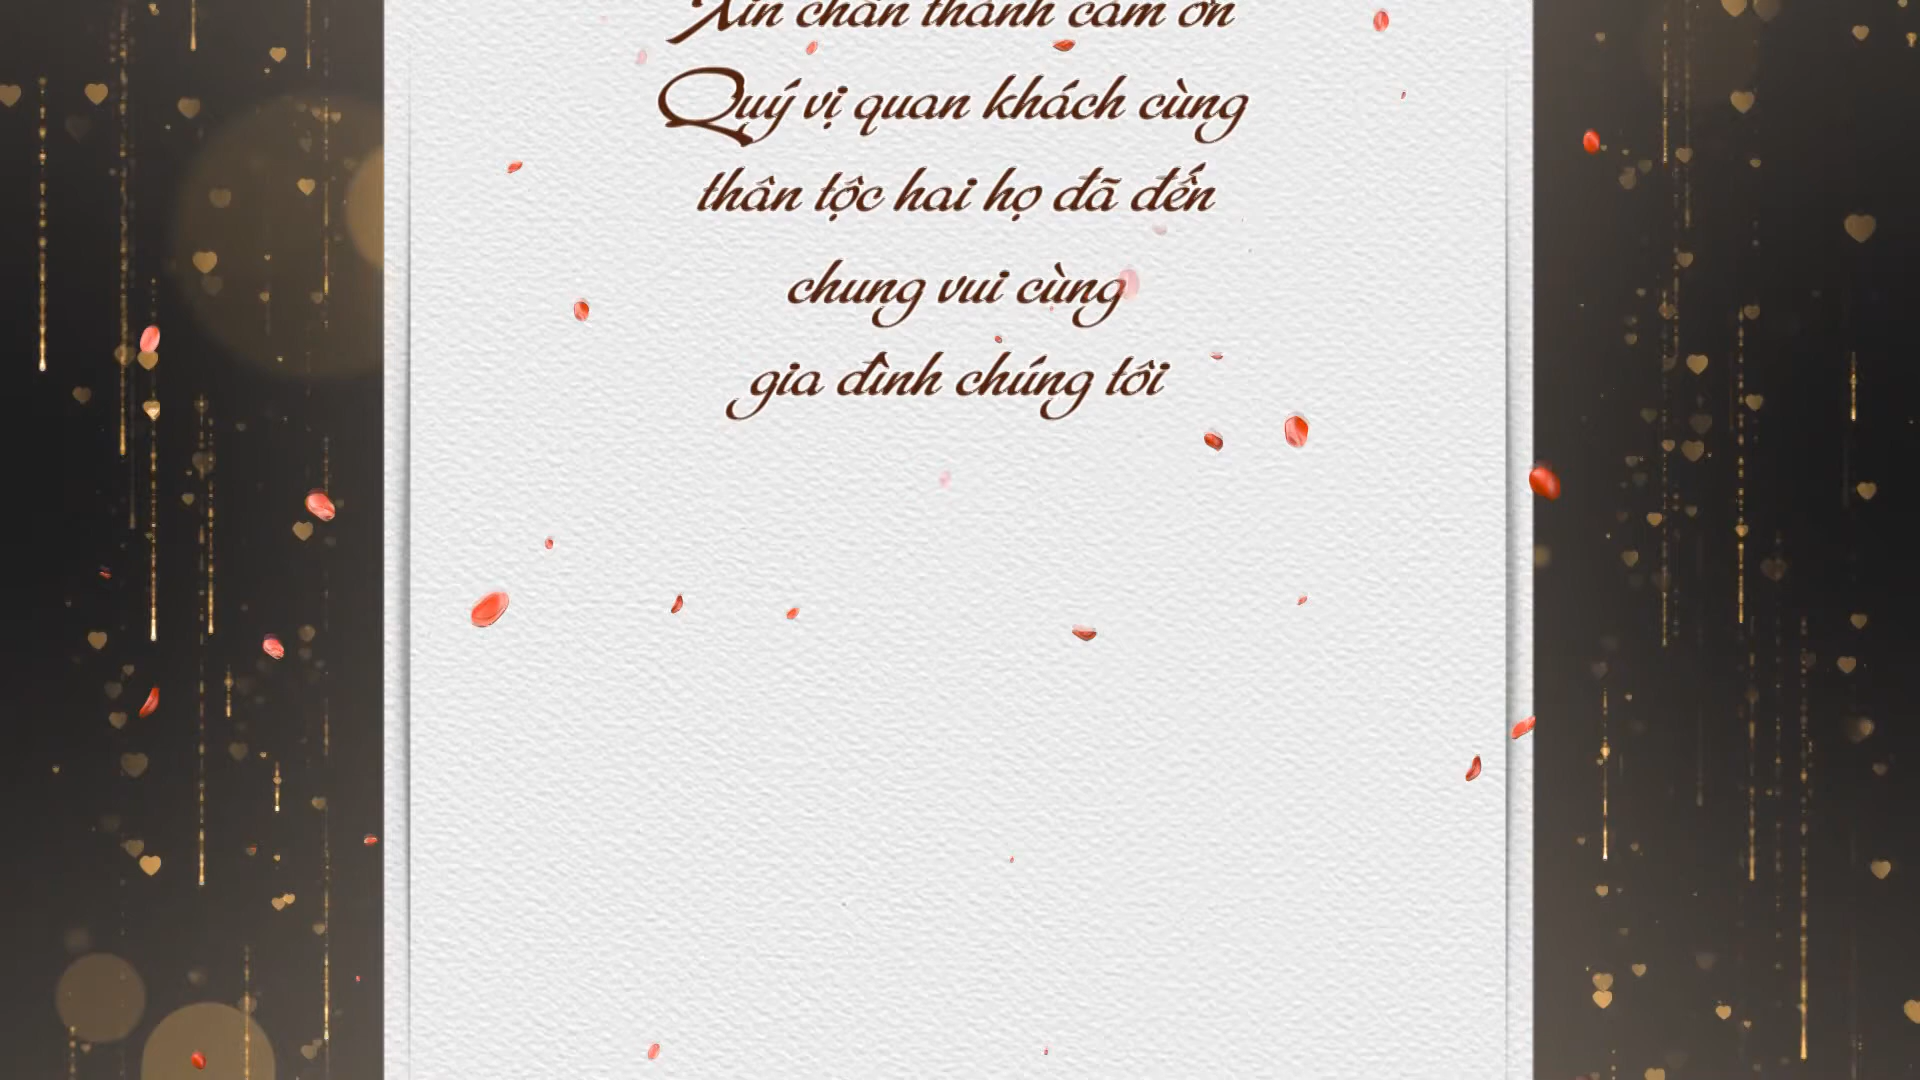 Xin chân thành cảm ơn
Quý vị quan khách cùng
thân tộc hai họ đã đến
chung vui cùng
gia đình chúng tôi